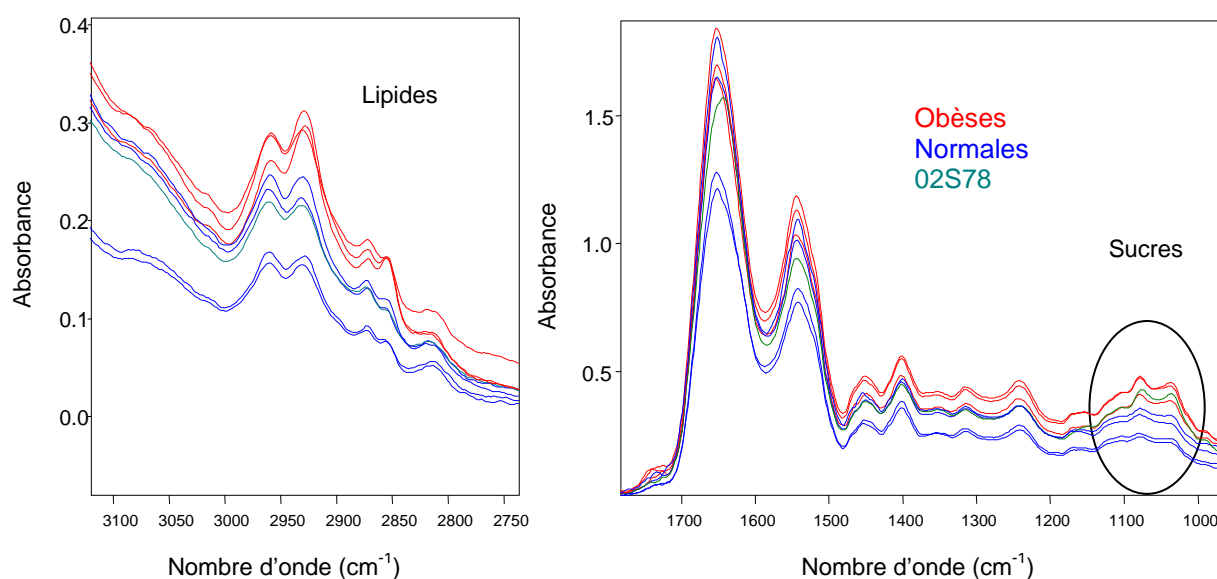 0.4
0.3
0.2
0.1
0.0
Absorbance
Lipides
3100 3050 3000 2950 2900 2850 2800 2750
Nombre d’onde (cm-1)
1.5
1.0
0.5
Absorbance
Obèses
Normales
02S78
Sucres
1700 1600 1500 1400 1300 1200 1100 1000
Nombre d’onde (cm-1)